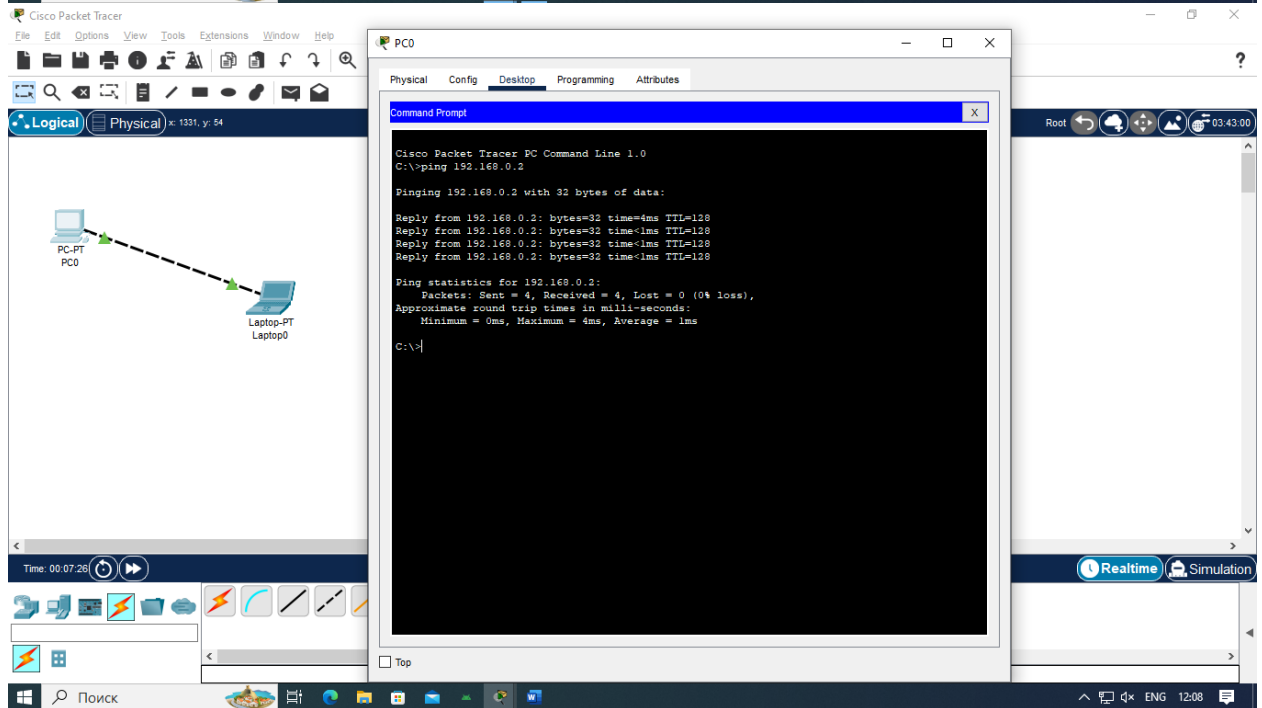 Cisco Packet Tracer
File Edit Options View Tools Extensions Window Help
?
Logical Physical x: 1331, y: 54
Root 03:43:00
PC-PT
PC0
Laptop-PT
Laptop0
PC0
Physical Config Desktop Programming Attributes
Command Prompt X
Cisco Packet Tracer PC Command Line 1.0
C:\>ping 192.168.0.2
Pinging 192.168.0.2 with 32 bytes of data:
Reply from 192.168.0.2: bytes=32 time=4ms TTL=128
Reply from 192.168.0.2: bytes=32 time<1ms TTL=128
Reply from 192.168.0.2: bytes=32 time<1ms TTL=128
Reply from 192.168.0.2: bytes=32 time<1ms TTL=128
Ping statistics for 192.168.0.2:
Packets: Sent = 4, Received = 4, Lost = 0 (0% loss),
Approximate round trip times in milli-seconds:
Minimum = 0ms, Maximum = 4ms, Average = 1ms
C:\>
Top
Time: 00:07:26
Realtime Simulation
Поиск
ENG 12:08